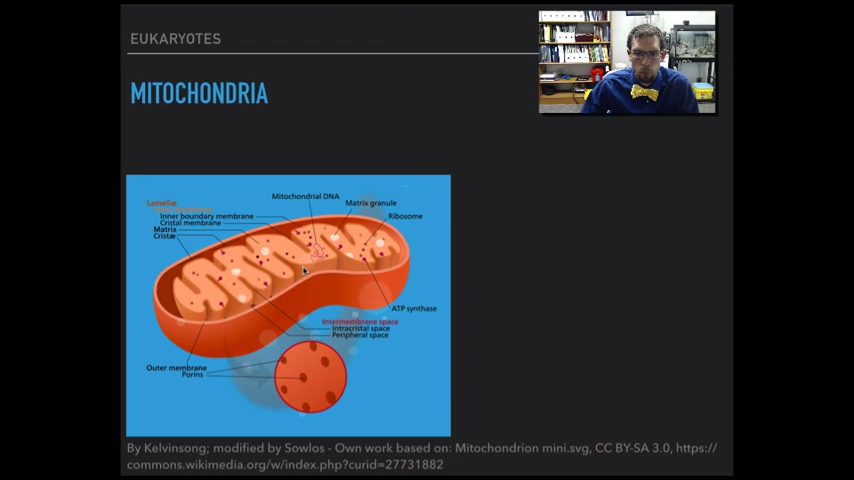 EUKARYOTES
MITOCHONDRIA
Mitochondrial DNA
Lamellæ
Matrix granule
Inner boundary membrane
Ribosome
Cristal membrane
Matrix
Cristæ
ATP synthase
Intermembrane space
Intracristal space
Peripheral space
Outer membrane
Porins
By Kelvinsong; modified by Sowlos - Own work based on: Mitochondrion mini.svg, CC BY-SA 3.0, https://
commons.wikimedia.org/w/index.php?curid=27731882